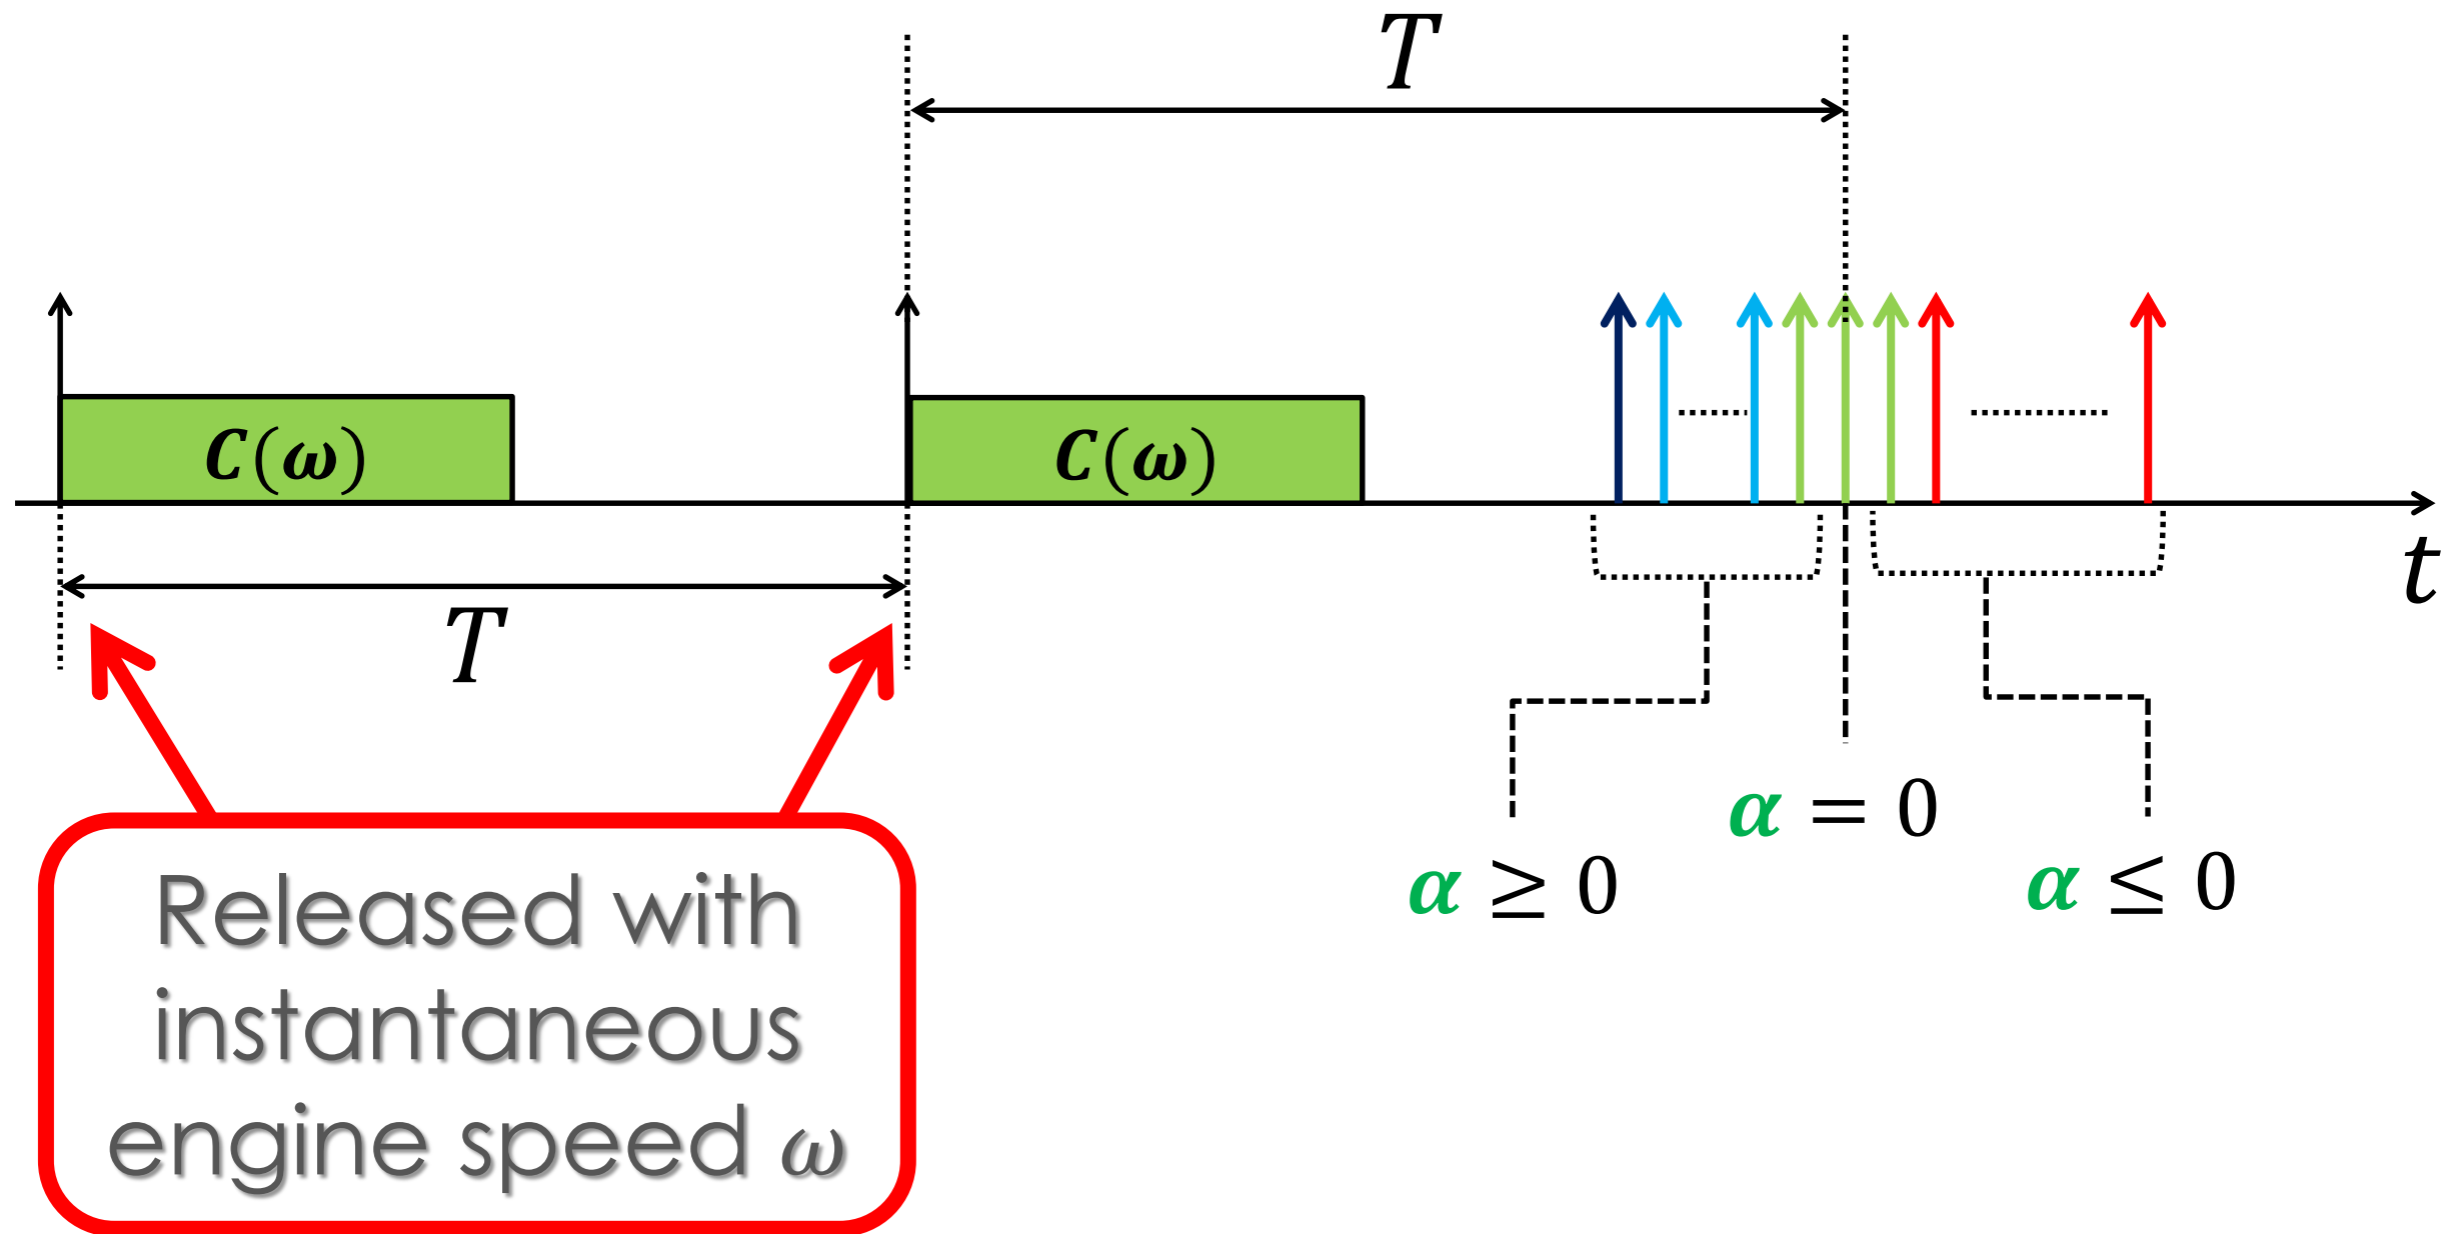 T
C(ω)
C(ω)
t
T
α = 0
α ≥ 0
α ≤ 0
Released with
instantaneous
engine speed ω